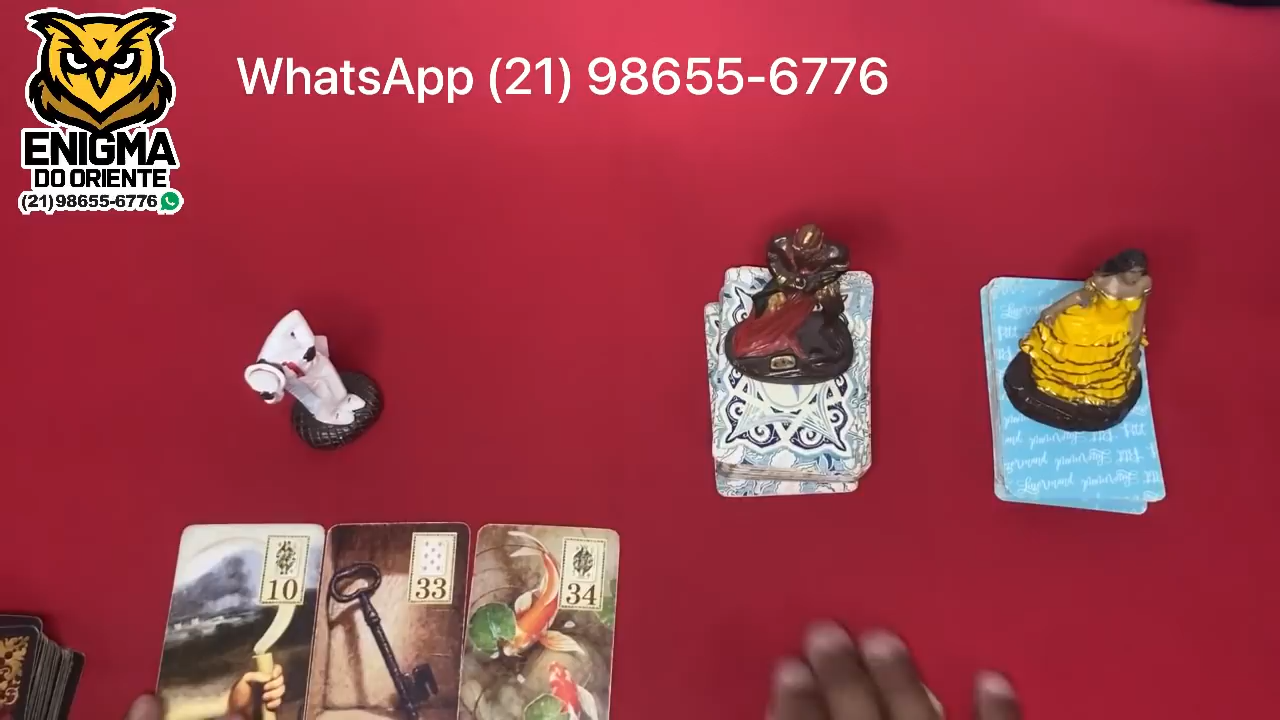 WhatsApp (21) 98655-6776
ENIGMA
DO ORIENTE
(21)98655-6776
10
33
34